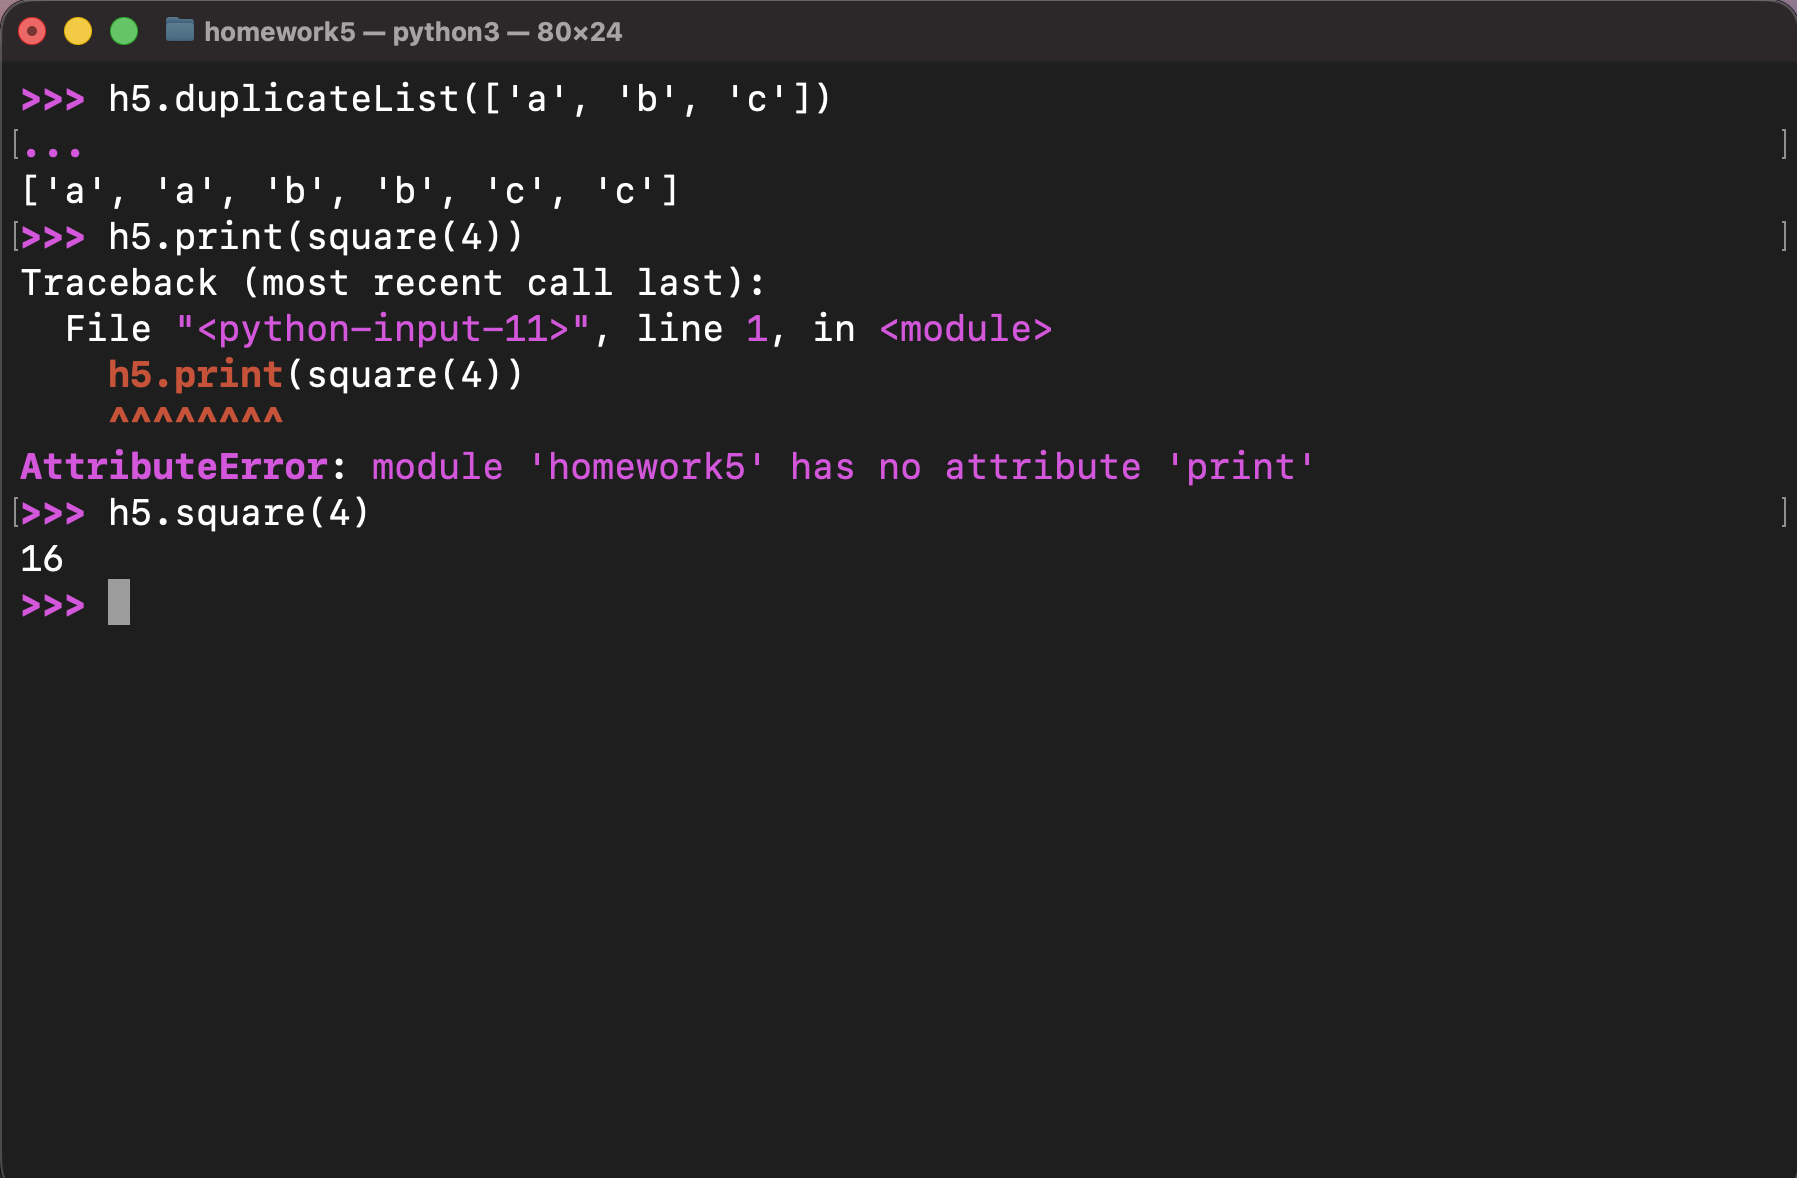 homework5 — python3 — 80×24
>>> h5.duplicateList(['a', 'b', 'c'])
[... ]
['a', 'a', 'b', 'b', 'c', 'c']
[>>> h5.print(square(4)) ]
Traceback (most recent call last):
  File "<python-input-11>", line 1, in <module>
    h5.print(square(4))
    ^^^^^^^^
AttributeError: module 'homework5' has no attribute 'print'
[>>> h5.square(4) ]
16
>>>